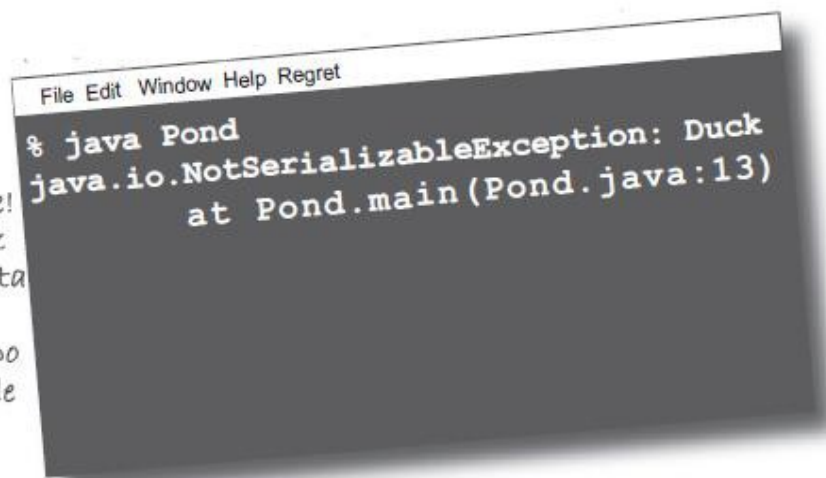 File Edit Window Help Regret
% java Pond
java.io.NotSerializableException: Duck
at Pond.main(Pond.java:13)